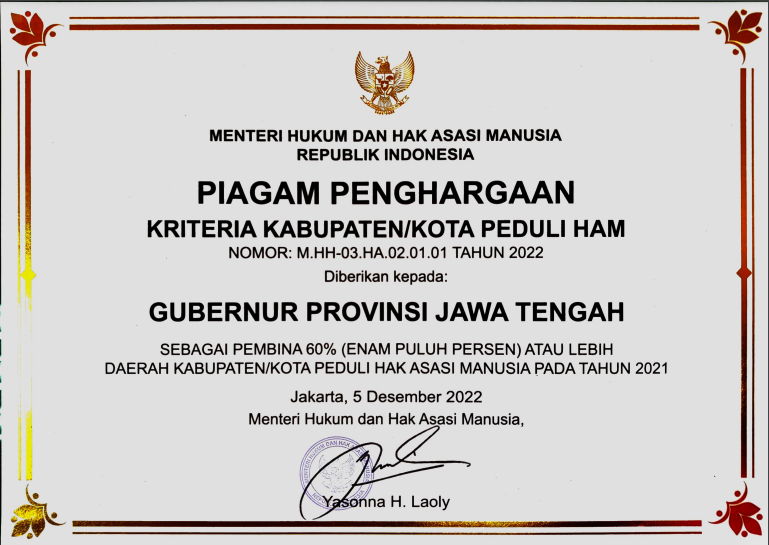 MENTERI HUKUM DAN HAK ASASI MANUSIA
REPUBLIK INDONESIA
PIAGAM PENGHARGAAN
KRITERIA KABUPATEN/KOTA PEDULI HAM
NOMOR: M.HH-03.HA.02.01.01 TAHUN 2022
Diberikan kepada:
GUBERNUR PROVINSI JAWA TENGAH
SEBAGAI PEMBINA 60% (ENAM PULUH PERSEN) ATAU LEBIH
DAERAH KABUPATEN/KOTA PEDULI HAK ASASI MANUSIA PADA TAHUN 2021
Jakarta, 5 Desember 2022
Menteri Hukum dan Hak Asasi Manusia,
Yasonna H. Laoly